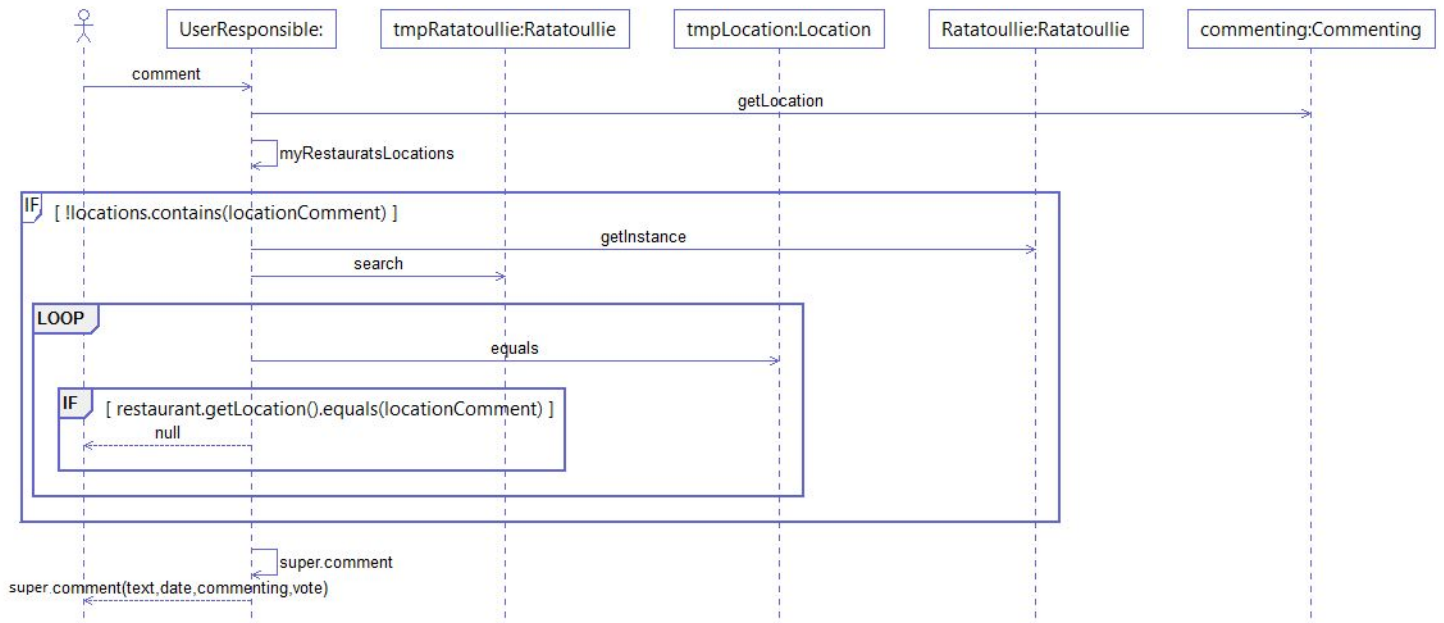 UserResponsible:
tmpRatatoullie:Ratatoullie
tmpLocation:Location
Ratatoullie:Ratatoullie
commenting:Commenting
comment
getLocation
myRestauratsLocations
IF
[ !locations.contains(locationComment) ]
getInstance
search
LOOP
equals
IF
[ restaurant.getLocation().equals(locationComment) ]
null
super.comment
super.comment(text,date,commenting,vote)